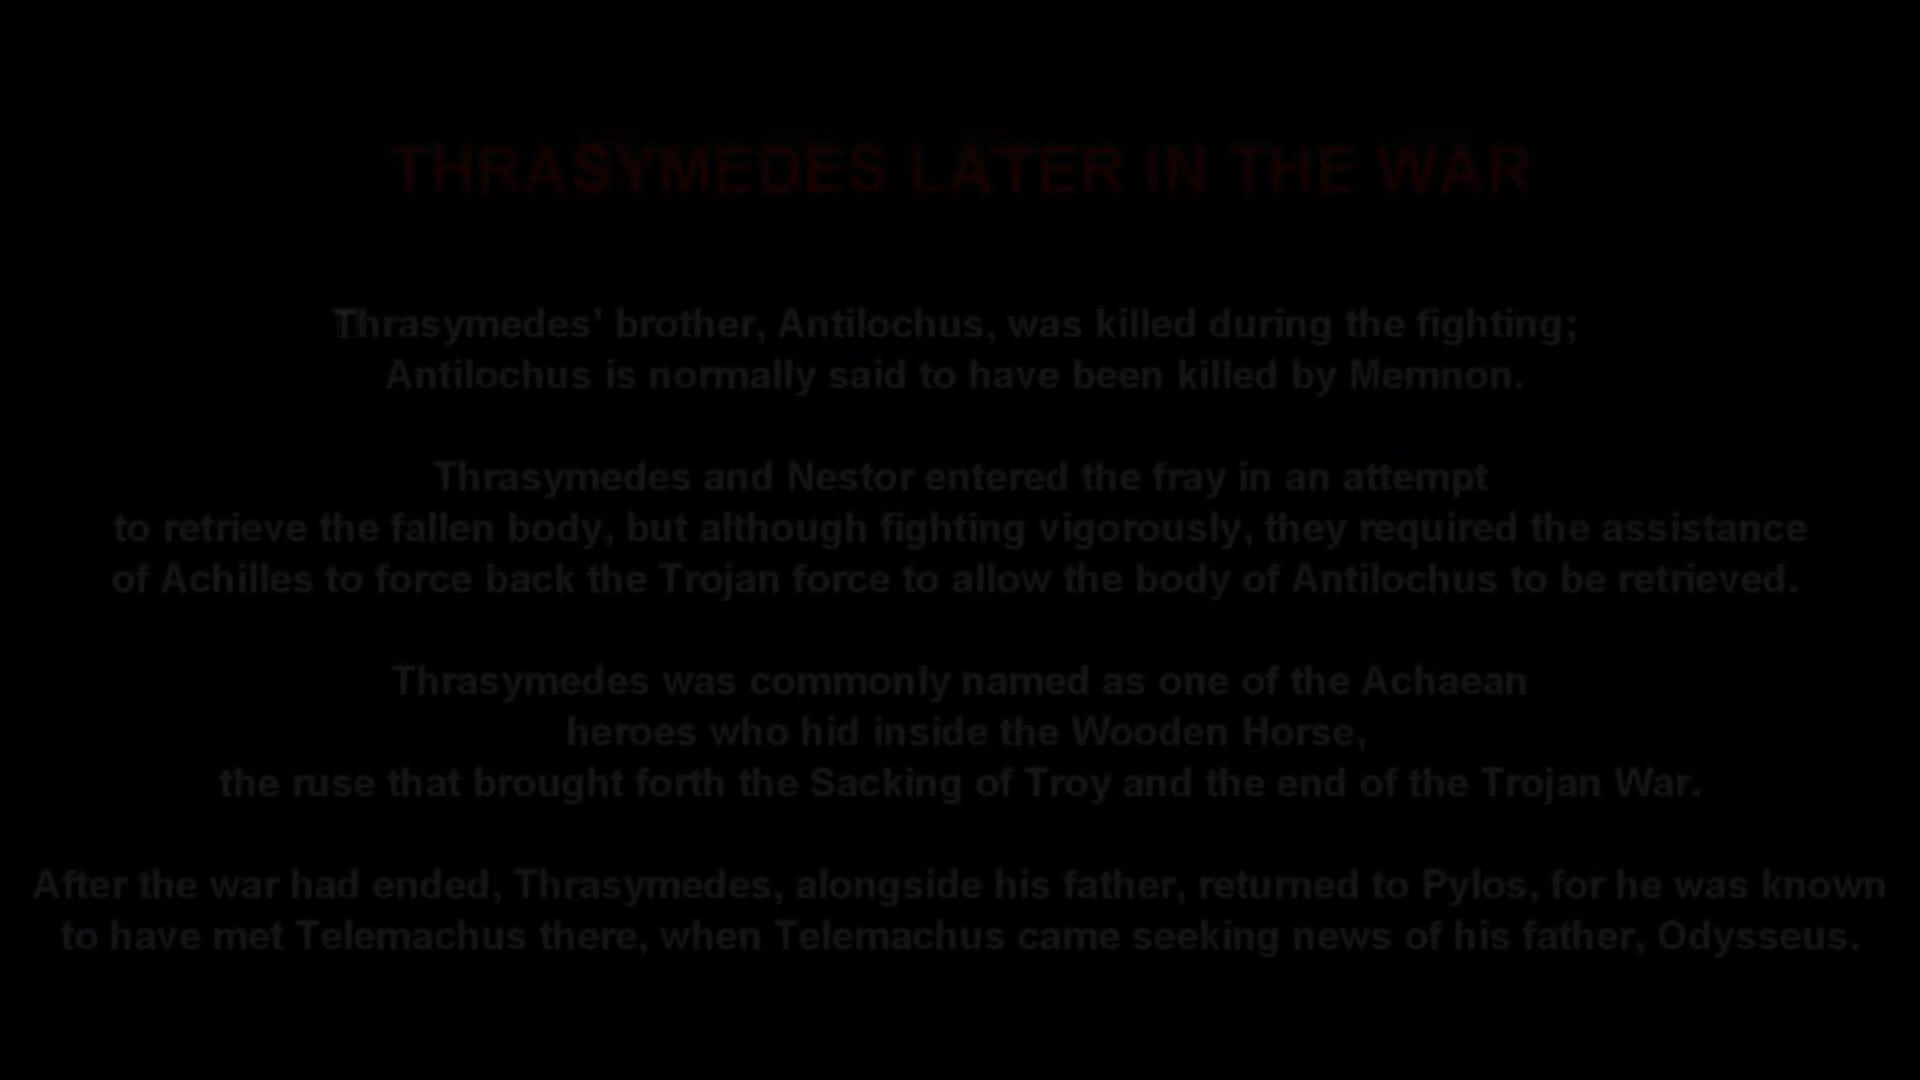 THRASYMEDES LATER IN THE WAR
Thrasymedes’ brother, Antilochus, was killed during the fighting;
Antilochus is normally said to have been killed by Memnon.
Thrasymedes and Nestor entered the fray in an attempt
to retrieve the fallen body, but although fighting vigorously, they required the assistance
of Achilles to force back the Trojan force to allow the body of Antilochus to be retrieved.
Thrasymedes was commonly named as one of the Achaean
heroes who hid inside the Wooden Horse,
the ruse that brought forth the Sacking of Troy and the end of the Trojan War.
After the war had ended, Thrasymedes, alongside his father, returned to Pylos, for he was known
to have met Telemachus there, when Telemachus came seeking news of his father, Odysseus.